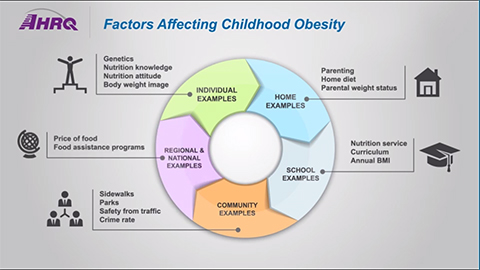 AHRQ
Factors Affecting Childhood Obesity
Genetics
Nutrition knowledge
Nutrition attitude
Body weight image
INDIVIDUAL
EXAMPLES
HOME
EXAMPLES
Parenting
Home diet
Parental weight status
Price of food
Food assistance programs
REGIONAL &
NATIONAL
EXAMPLES
SCHOOL
EXAMPLES
Nutrition service
Curriculum
Annual BMI
Sidewalks
Parks
Safety from traffic
Crime rate
COMMUNITY
EXAMPLES